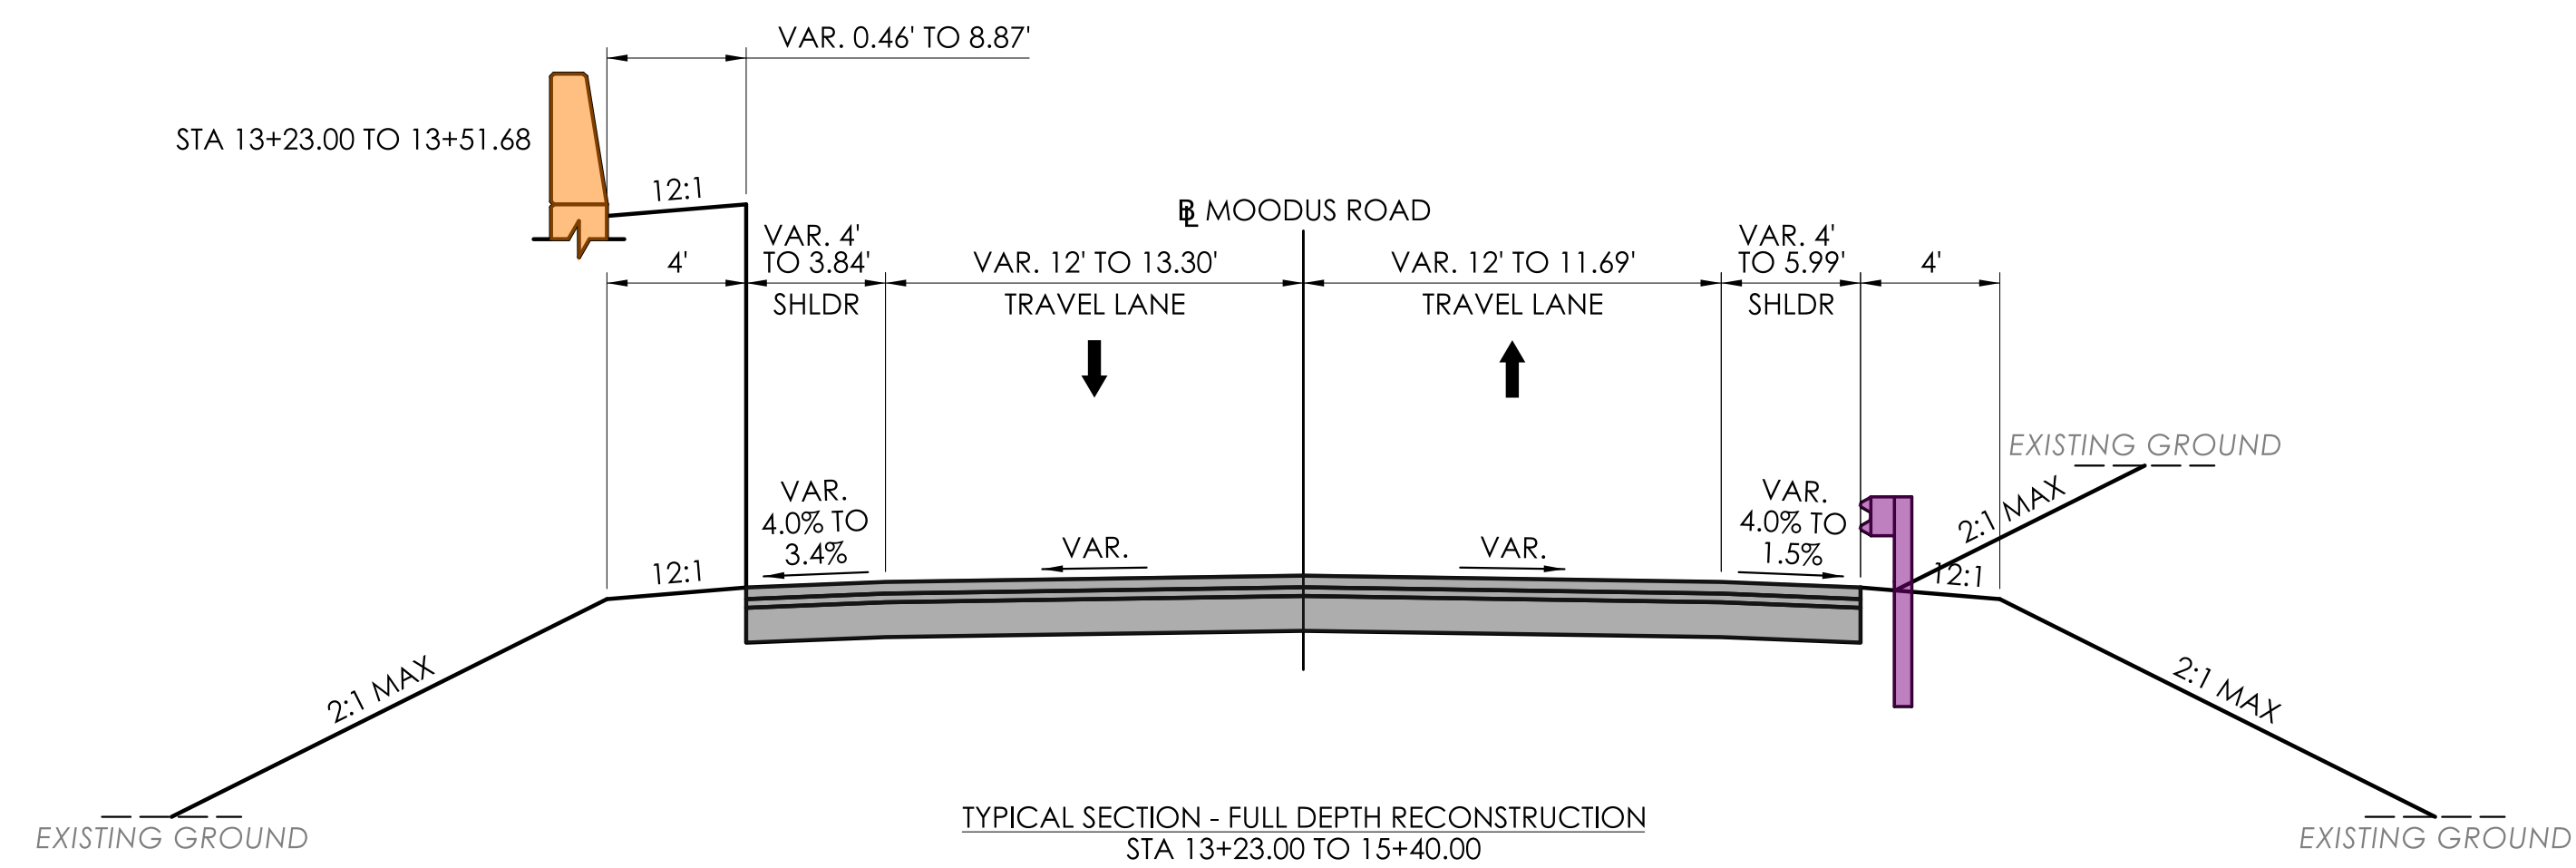 VAR. 0.46' TO 8.87'
STA 13+23.00 TO 13+51.68
12:1
BL MOODUS ROAD
4'
VAR. 4'
TO 3.84'
SHLDR
VAR. 12' TO 13.30'
TRAVEL LANE
VAR. 12' TO 11.69'
TRAVEL LANE
VAR. 4'
TO 5.99'
SHLDR
4'
EXISTING GROUND
2:1 MAX
12:1
VAR.
4.0% TO
3.4%
VAR.
VAR.
VAR.
4.0% TO
1.5%
12:1
2:1 MAX
2:1 MAX
EXISTING GROUND
EXISTING GROUND
TYPICAL SECTION - FULL DEPTH RECONSTRUCTION
STA 13+23.00 TO 15+40.00